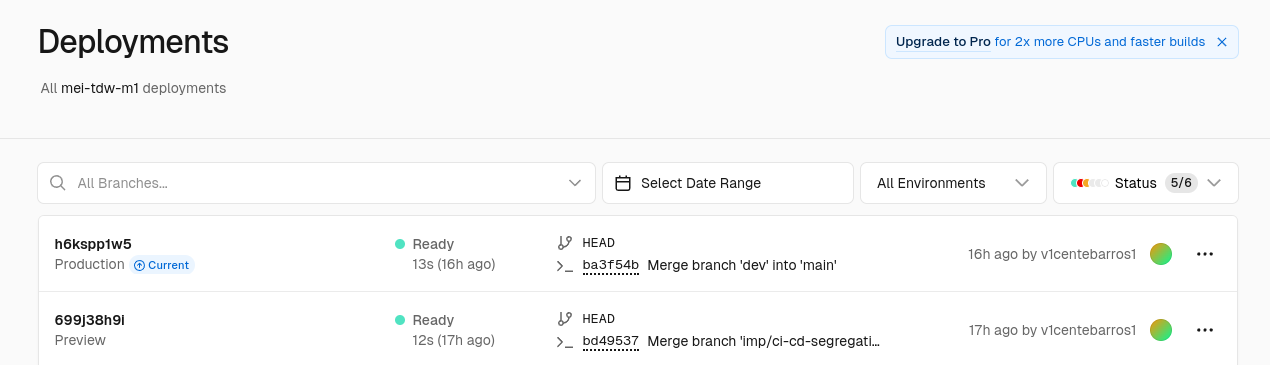 Deployments
Upgrade to Pro for 2x more CPUs and faster builds
All mei-tdw-m1 deployments
All Branches...
Select Date Range
All Environments
Status 5/6
h6kspp1w5
Production Current
Ready
13s (16h ago)
HEAD
ba3f54b Merge branch 'dev' into 'main'
16h ago by v1centebarros1
699j38h9i
Preview
Ready
12s (17h ago)
HEAD
bd49537 Merge branch 'imp/ci-cd-segregati...
17h ago by v1centebarros1